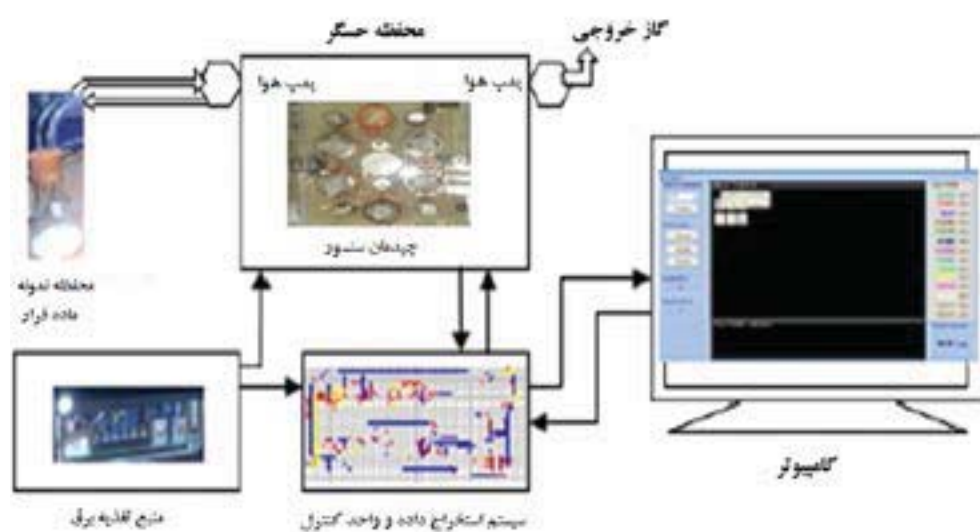 گاز خروجی
محفظه حسگر
پمپ هوا
پمپ هوا
چیدمان سنسور
محفظه نمونه
ماده فرار
منبع تغذیه برق
سیستم استخراج داده و واحد کنترل
کامپیوتر